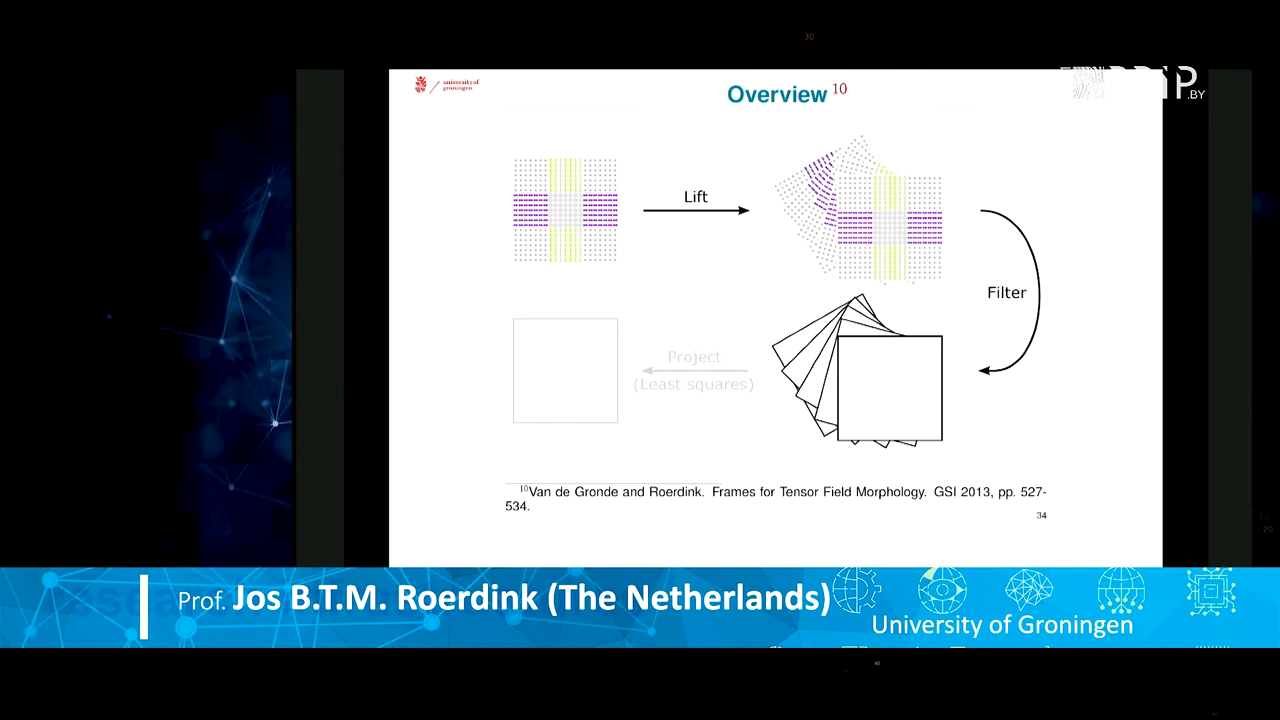 30
university of
groningen
Overview 10
.BY
Lift
Filter
Project
(Least squares)
10Van de Gronde and Roerdink. Frames for Tensor Field Morphology. GSI 2013, pp. 527-
534.
34
Prof. Jos B.T.M. Roerdink (The Netherlands)
University of Groningen